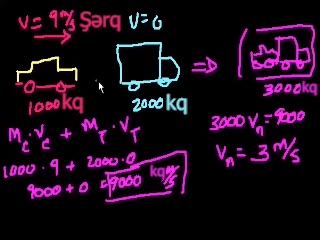 V = 9 m/s Şərq V = 0
1000 kq 2000 kq ⇒ 3000 kq
M_C · V_C + M_T · V_T
1000 · 9 + 2000 · 0
9000 + 0 = 9000 kq m/s
3000 V_n = 9000
V_n = 3 m/s